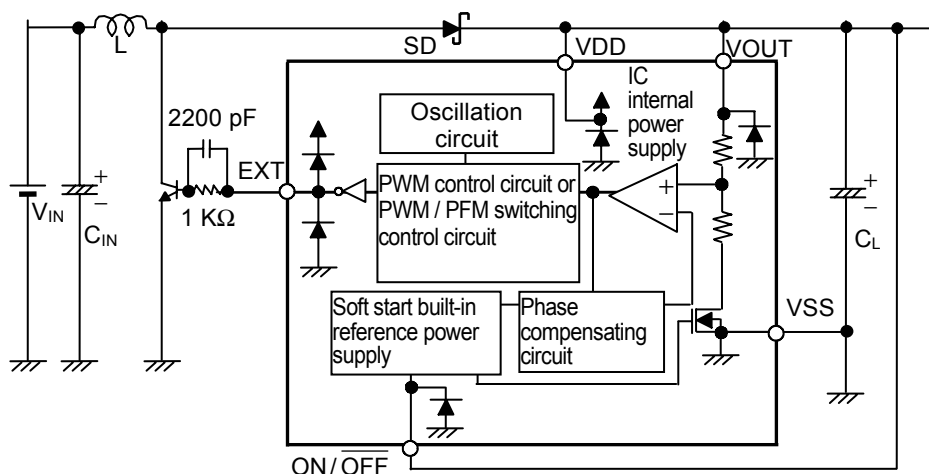 L
SD
VDD
VOUT
IC
internal
power
supply
2200 pF
Oscillation
circuit
EXT
+
−
PWM control circuit or
PWM / PFM switching
control circuit
1 KΩ
+
−
VIN
CIN
+
−
CL
Soft start built-in
reference power
supply
Phase
compensating
circuit
VSS
ON / OFF